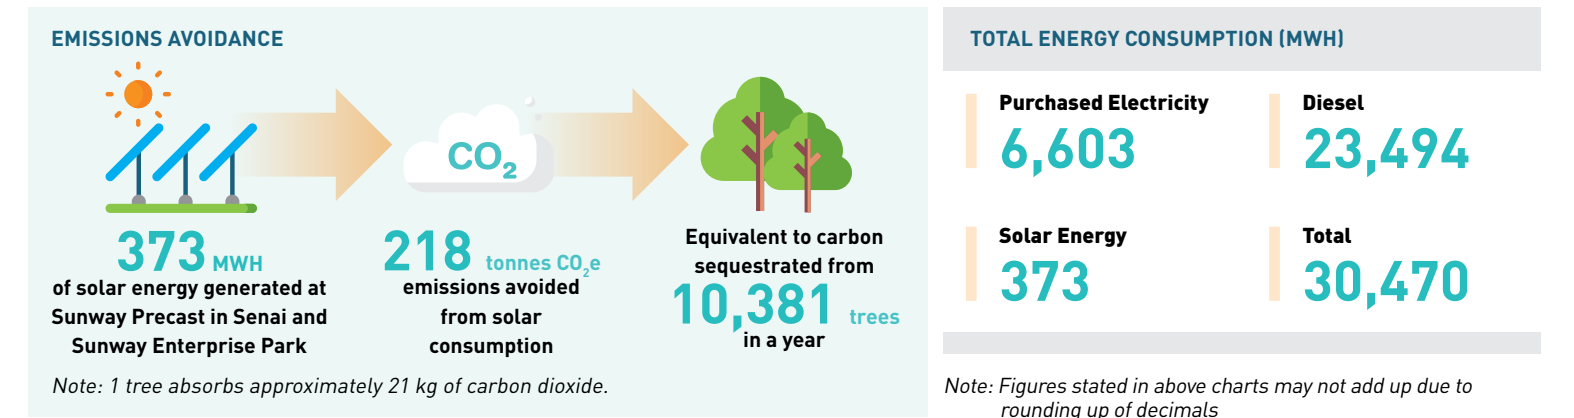 EMISSIONS AVOIDANCE
CO₂
373 MWH
of solar energy generated at
Sunway Precast in Senai and
Sunway Enterprise Park
218 tonnes CO₂e
emissions avoided
from solar
consumption
Equivalent to carbon
sequestrated from
10,381 trees
in a year
Note: 1 tree absorbs approximately 21 kg of carbon dioxide.
TOTAL ENERGY CONSUMPTION (MWH)
Purchased Electricity
6,603
Diesel
23,494
Solar Energy
373
Total
30,470
Note: Figures stated in above charts may not add up due to
rounding up of decimals